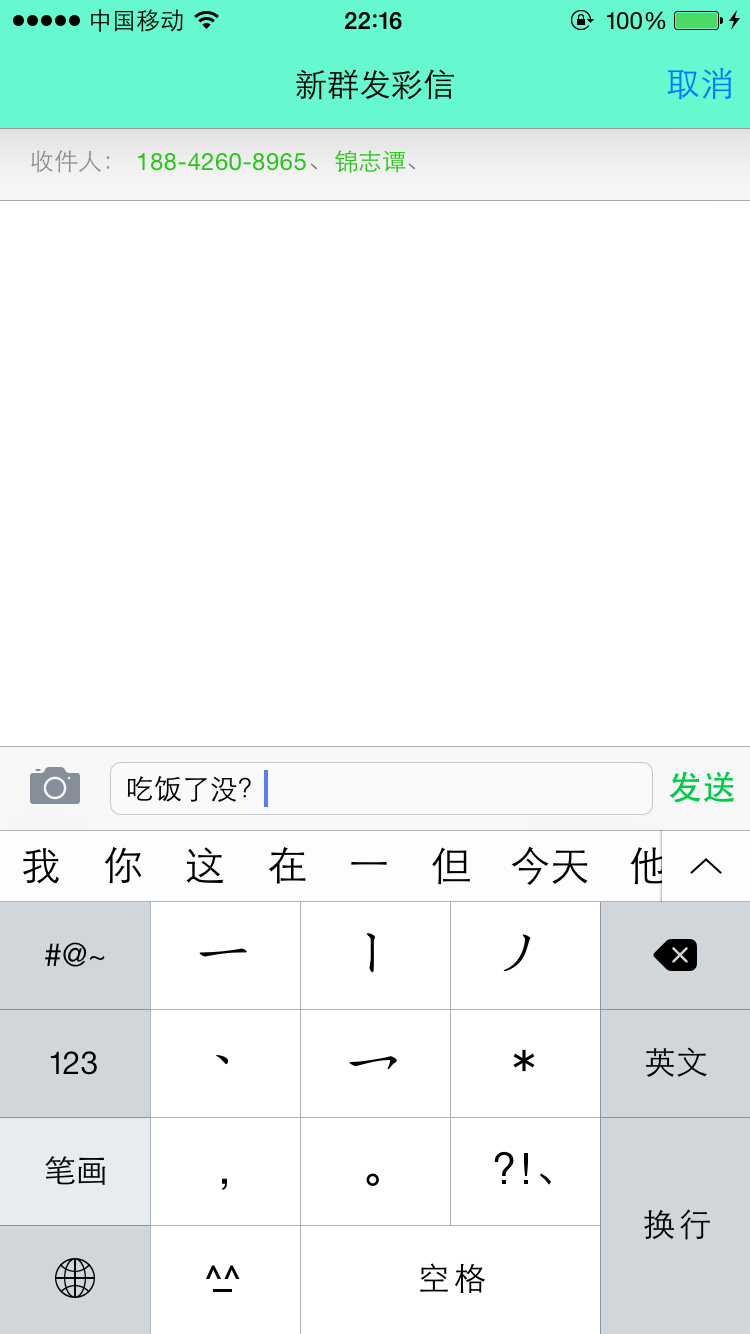 中国移动 22:16 100%
新群发彩信 取消
收件人： 188-4260-8965、锦志谭、
吃饭了没? 发送
我 你 这 在 一 但 今天 他
#@~ 一 丨 丿
123 丶 乛 * 英文
笔画 , 。 ?!、
换行
^_^ 空格